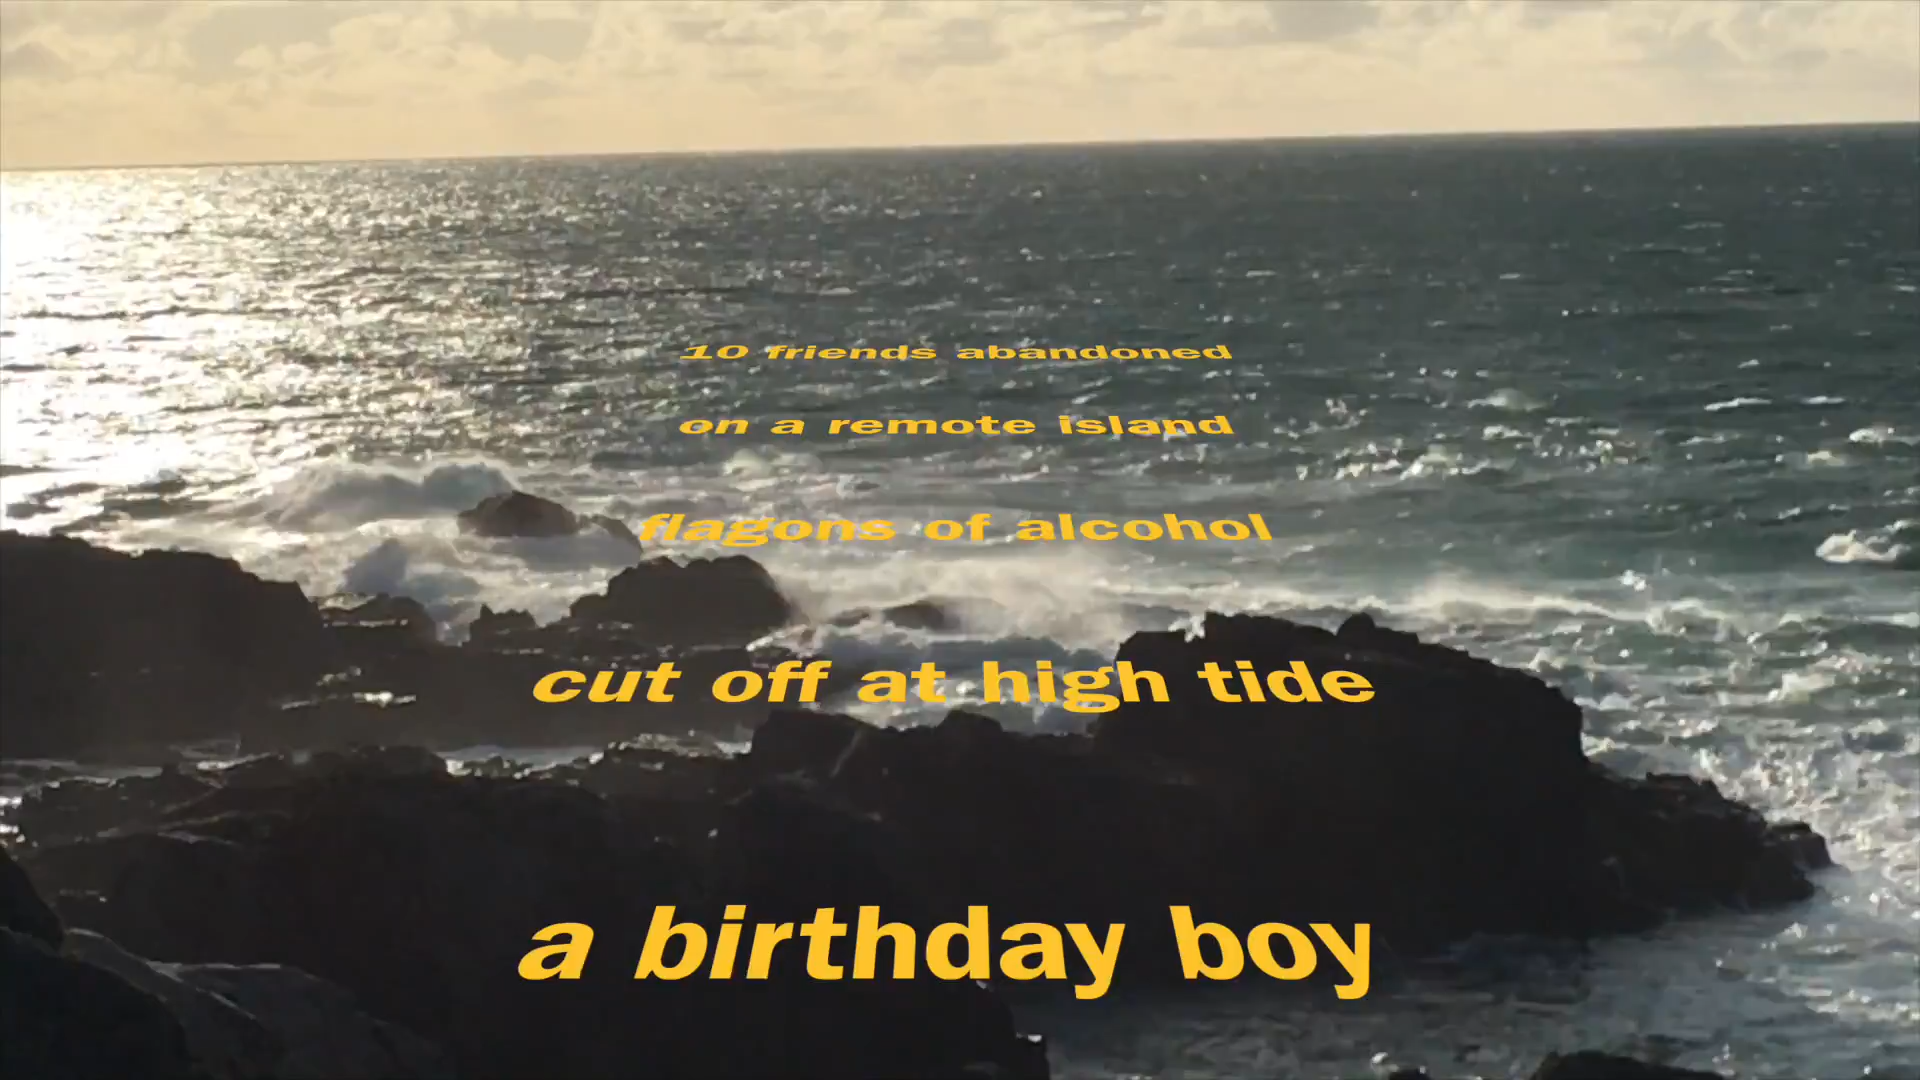 10 friends abandoned
on a remote island
flagons of alcohol
cut off at high tide
a birthday boy